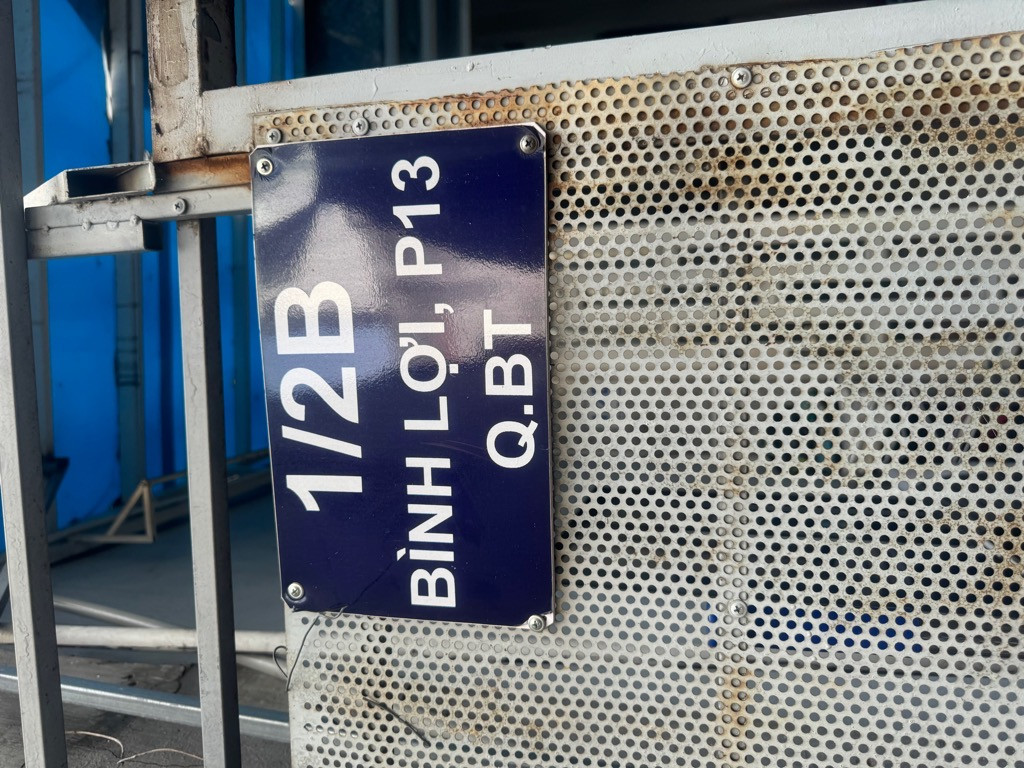 1/2B
BÌNH LỢI, P13
Q.BT